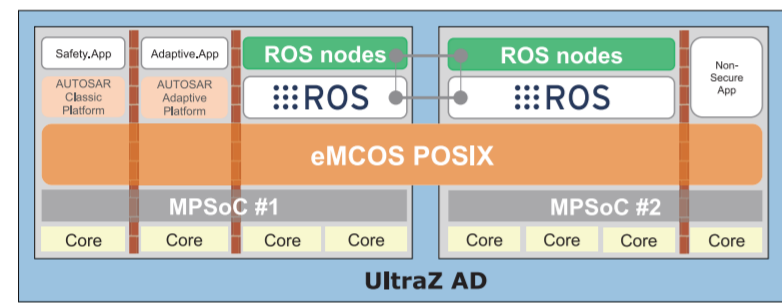 Safety.App
AUTOSAR
Classic
Platform
Adaptive.App
AUTOSAR
Adaptive
Platform
ROS nodes
ROS
ROS nodes
ROS
Non-
Secure
App
eMCOS POSIX
MPSoC #1
MPSoC #2
Core
Core
Core
Core
Core
Core
Core
Core
UltraZ AD